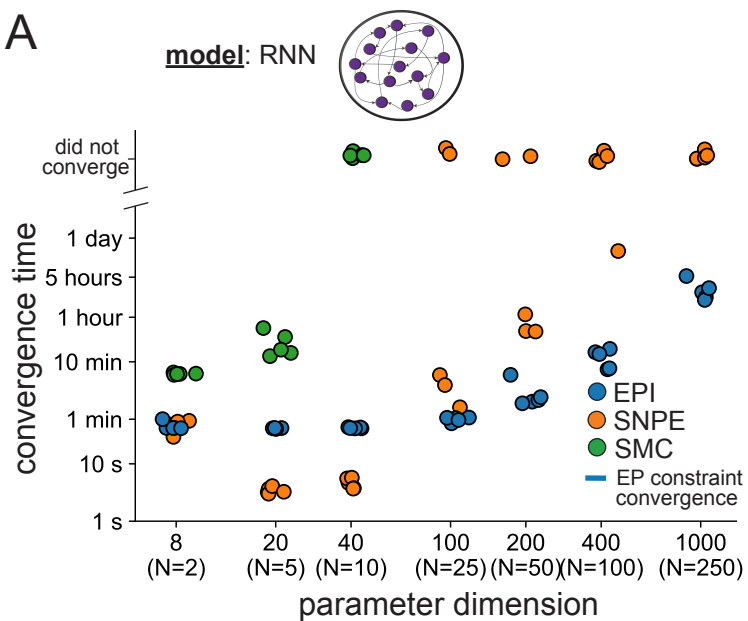 A
model: RNN
did not
converge
1 day
5 hours
1 hour
10 min
1 min
10 s
1 s
convergence time
EPI
SNPE
SMC
EP constraint
convergence
8 20 40 100 200 400 1000
(N=2) (N=5) (N=10) (N=25) (N=50) (N=100) (N=250)
parameter dimension